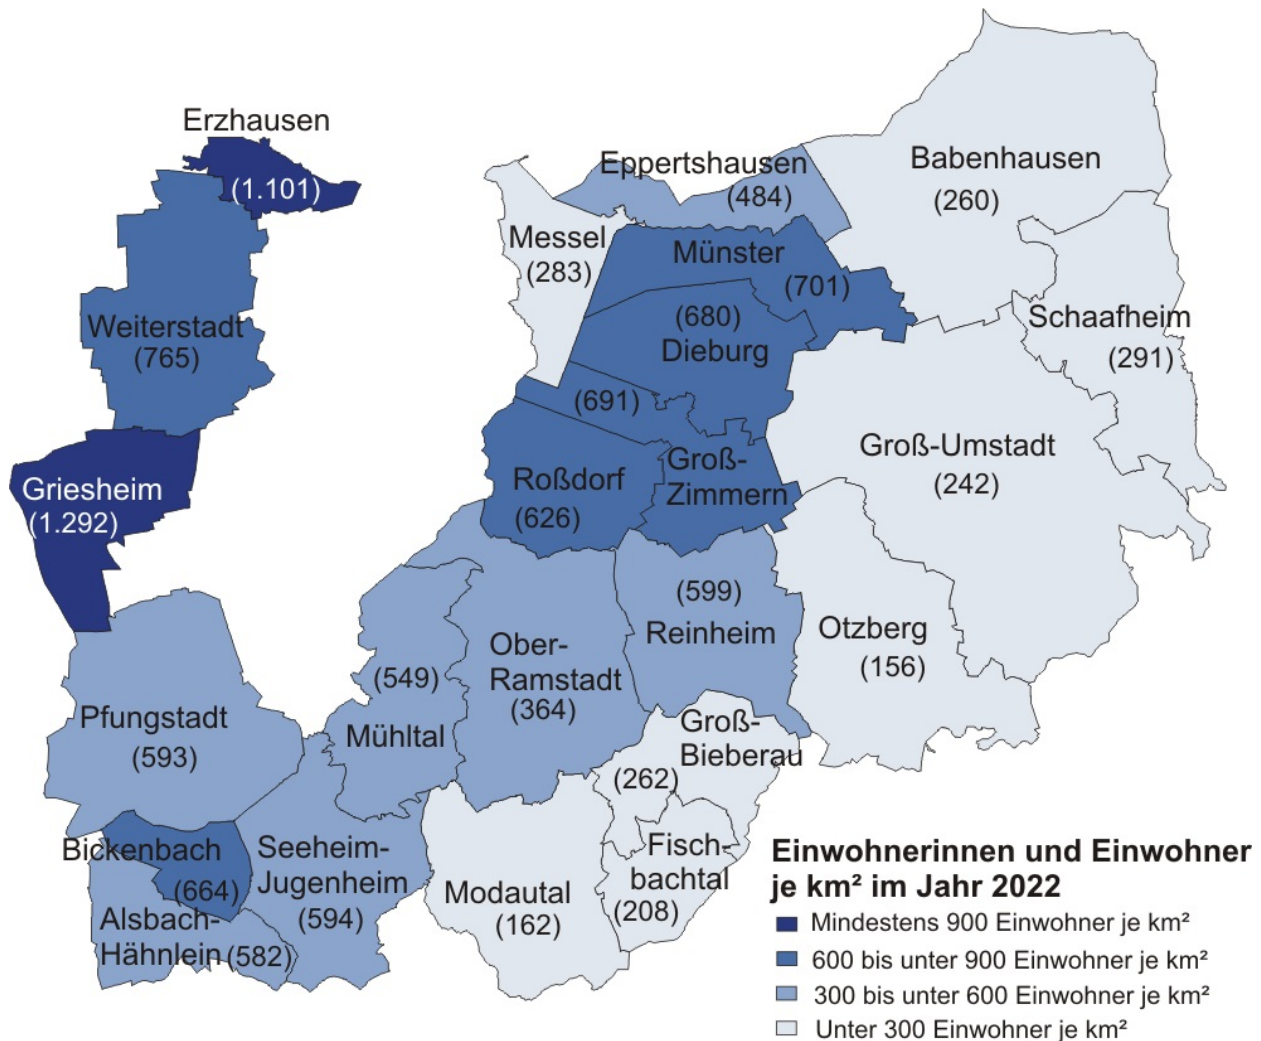 Erzhausen
(1.101)
Eppertshausen
(484)
Babenhausen
(260)
Messel
(283)
Münster
(701)
Weiterstadt
(765)
(680)
Dieburg
Schaafheim
(291)
(691)
Groß-Umstadt
(242)
Griesheim
(1.292)
Roßdorf
(626)
Groß-
Zimmern
(599)
Reinheim
Otzberg
(156)
Ober-
Ramstadt
(364)
(549)
Mühltal
Pfungstadt
(593)
Groß-
Bieberau
(262)
Bickenbach
(664)
Seeheim-
Jugenheim
(594)
Fisch-
bachtal
(208)
Modautal
(162)
Alsbach-
Hähnlein (582)
Einwohnerinnen und Einwohner
je km² im Jahr 2022
Mindestens 900 Einwohner je km²
600 bis unter 900 Einwohner je km²
300 bis unter 600 Einwohner je km²
Unter 300 Einwohner je km²